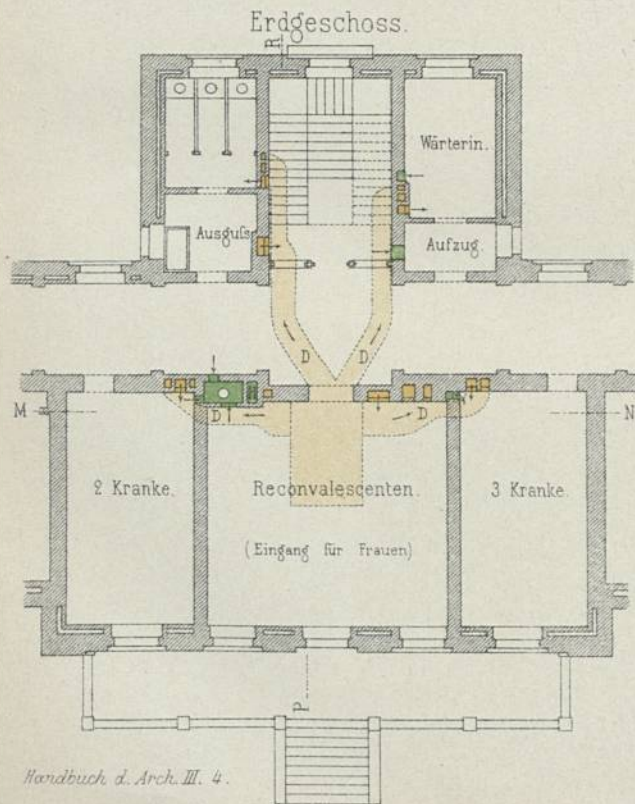 Erdgeschoss.
R
Wärterin.
Ausguſs
Aufzug.
D
D
M
N
D
D
2 Kranke.
Reconvalescenten.
3 Kranke.
(Eingang für Frauen)
P
Handbuch d. Arch. III. 4.